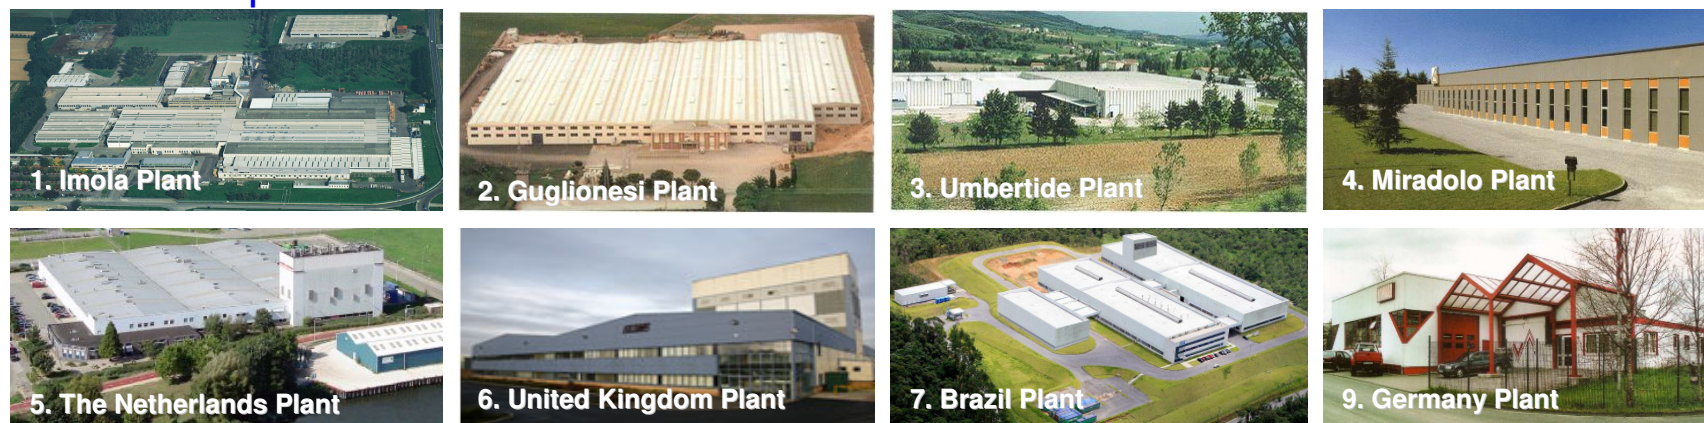 1. Imola Plant
2. Guglionesi Plant
3. Umbertide Plant
4. Miradolo Plant
5. The Netherlands Plant
6. United Kingdom Plant
7. Brazil Plant
9. Germany Plant